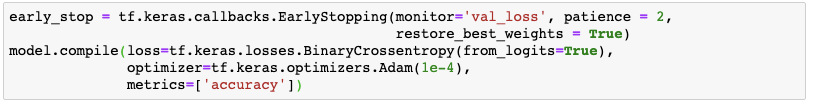 early_stop = tf.keras.callbacks.EarlyStopping(monitor='val_loss', patience = 2,
                                              restore_best_weights = True)
model.compile(loss=tf.keras.losses.BinaryCrossentropy(from_logits=True),
              optimizer=tf.keras.optimizers.Adam(1e-4),
              metrics=['accuracy'])